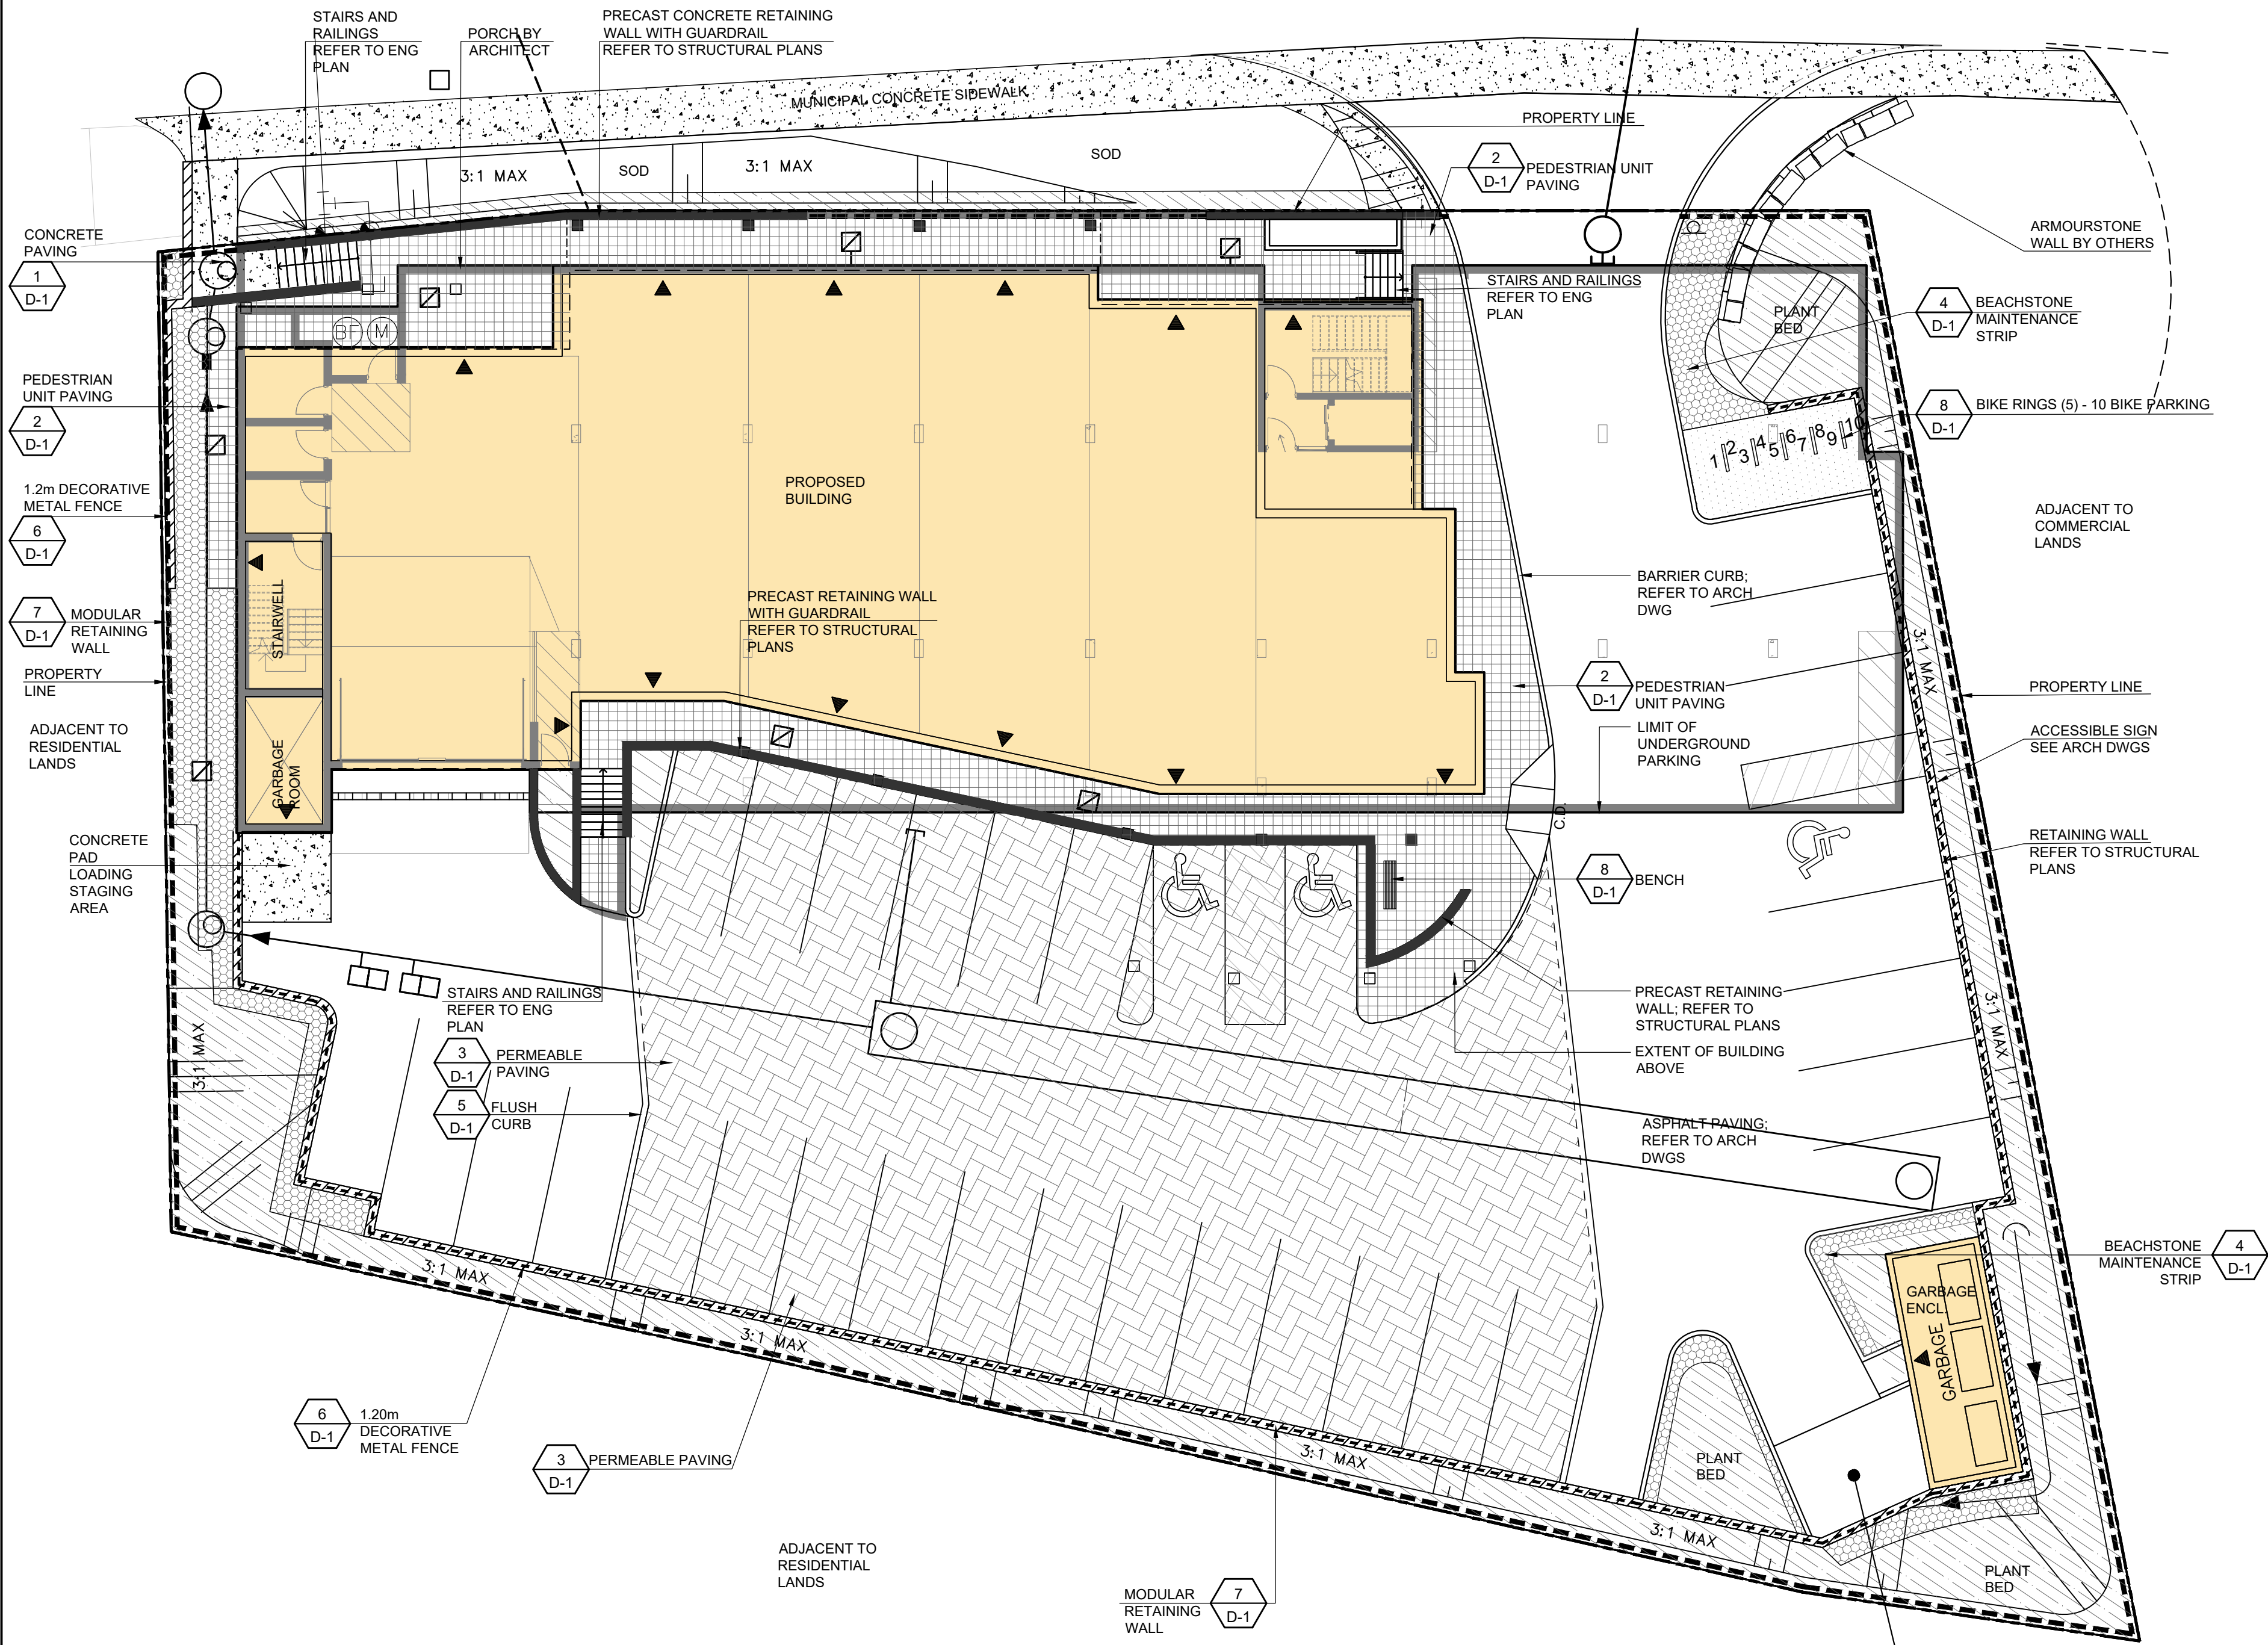 STAIRS AND
RAILINGS
REFER TO ENG
PLAN
PORCH BY
ARCHITECT
PRECAST CONCRETE RETAINING
WALL WITH GUARDRAIL
REFER TO STRUCTURAL PLANS
MUNICIPAL CONCRETE SIDEWALK
PROPERTY LINE
SOD
3:1 MAX
SOD
3:1 MAX
2
D-1
PEDESTRIAN UNIT
PAVING
CONCRETE
PAVING
1
D-1
ARMOURSTONE
WALL BY OTHERS
STAIRS AND RAILINGS
REFER TO ENG
PLAN
4
D-1
BEACHSTONE
MAINTENANCE
STRIP
PLANT
BED
BF
M
PEDESTRIAN
UNIT PAVING
2
D-1
8
D-1
BIKE RINGS (5) - 10 BIKE PARKING
1 2 3 4 5 6 7 8 9 10
1.2m DECORATIVE
METAL FENCE
6
D-1
PROPOSED
BUILDING
ADJACENT TO
COMMERCIAL
LANDS
7
D-1
MODULAR
RETAINING
WALL
STAIRWELL
PRECAST RETAINING WALL
WITH GUARDRAIL
REFER TO STRUCTURAL
PLANS
BARRIER CURB;
REFER TO ARCH
DWG
3:1 MAX
PROPERTY
LINE
2
D-1
PEDESTRIAN
UNIT PAVING
PROPERTY LINE
ADJACENT TO
RESIDENTIAL
LANDS
GARBAGE
ROOM
LIMIT OF
UNDERGROUND
PARKING
ACCESSIBLE SIGN
SEE ARCH DWGS
C.D.
CONCRETE
PAD
LOADING
STAGING
AREA
RETAINING WALL
REFER TO STRUCTURAL
PLANS
8
D-1
BENCH
STAIRS AND RAILINGS
REFER TO ENG
PLAN
PRECAST RETAINING
WALL; REFER TO
STRUCTURAL PLANS
3:1 MAX
3:1 MAX
3
D-1
PERMEABLE
PAVING
EXTENT OF BUILDING
ABOVE
5
D-1
FLUSH
CURB
ASPHALT PAVING;
REFER TO ARCH
DWGS
3:1 MAX
BEACHSTONE
MAINTENANCE
STRIP
4
D-1
GARBAGE
ENCL.
GARBAGE
3:1 MAX
6
D-1
1.20m
DECORATIVE
METAL FENCE
3
D-1
PERMEABLE PAVING
3:1 MAX
PLANT
BED
3:1 MAX
ADJACENT TO
RESIDENTIAL
LANDS
MODULAR
RETAINING
WALL
7
D-1
PLANT
BED